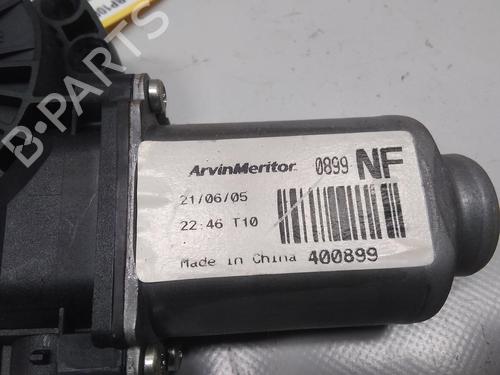 ArvinMeritor 0899 NF
21/06/05
22:46 T10
Made in China 400899
B-PARTS